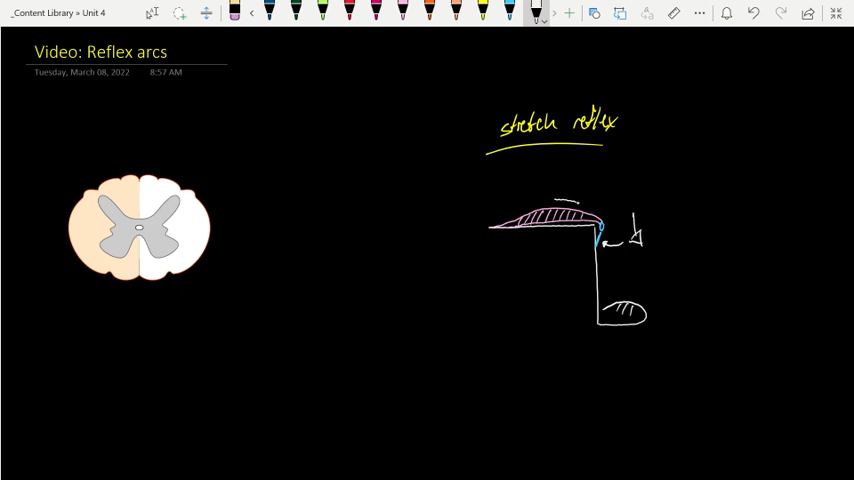 _Content Library » Unit 4
Video: Reflex arcs
Tuesday, March 08, 2022 8:57 AM
stretch reflex